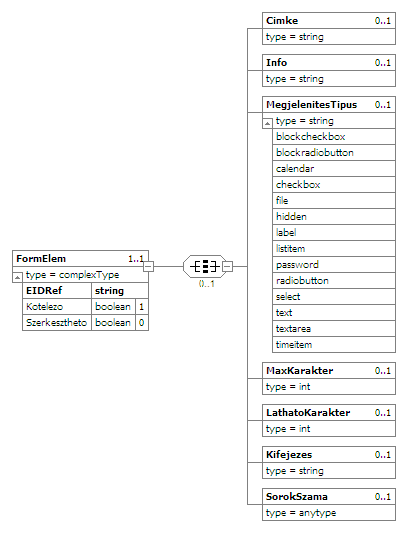 Cimke 0..1
type = string
Info 0..1
type = string
MegjelenitesTipus 0..1
type = string
blockcheckbox
blockradiobutton
calendar
checkbox
file
hidden
label
listitem
password
radiobutton
select
text
textarea
timeitem
FormElem 1..1
type = complexType
EIDRef string
Kotelezo boolean 1
Szerkesztheto boolean 0
0..1
MaxKarakter 0..1
type = int
LathatoKarakter 0..1
type = int
Kifejezes 0..1
type = string
SorokSzama 0..1
type = anytype